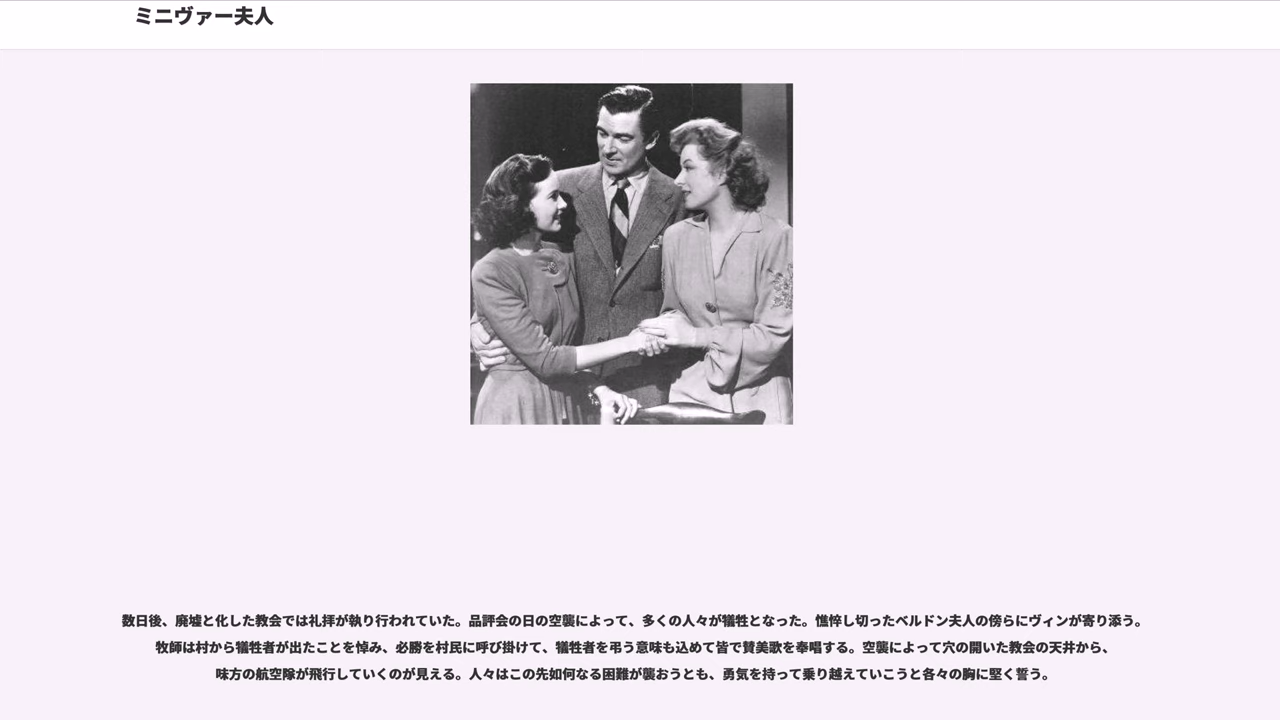 ミニヴァー夫人
数日後、廃墟と化した教会では礼拝が執り行われていた。品評会の日の空襲によって、多くの人々が犠牲となった。憔悴し切ったベルドン夫人の傍らにヴィンが寄り添う。
牧師は村から犠牲者が出たことを悼み、必勝を村民に呼び掛けて、犠牲者を弔う意味も込めて皆で賛美歌を奉唱する。空襲によって穴の開いた教会の天井から、
味方の航空隊が飛行していくのが見える。人々はこの先如何なる困難が襲おうとも、勇気を持って乗り越えていこうと各々の胸に堅く誓う。